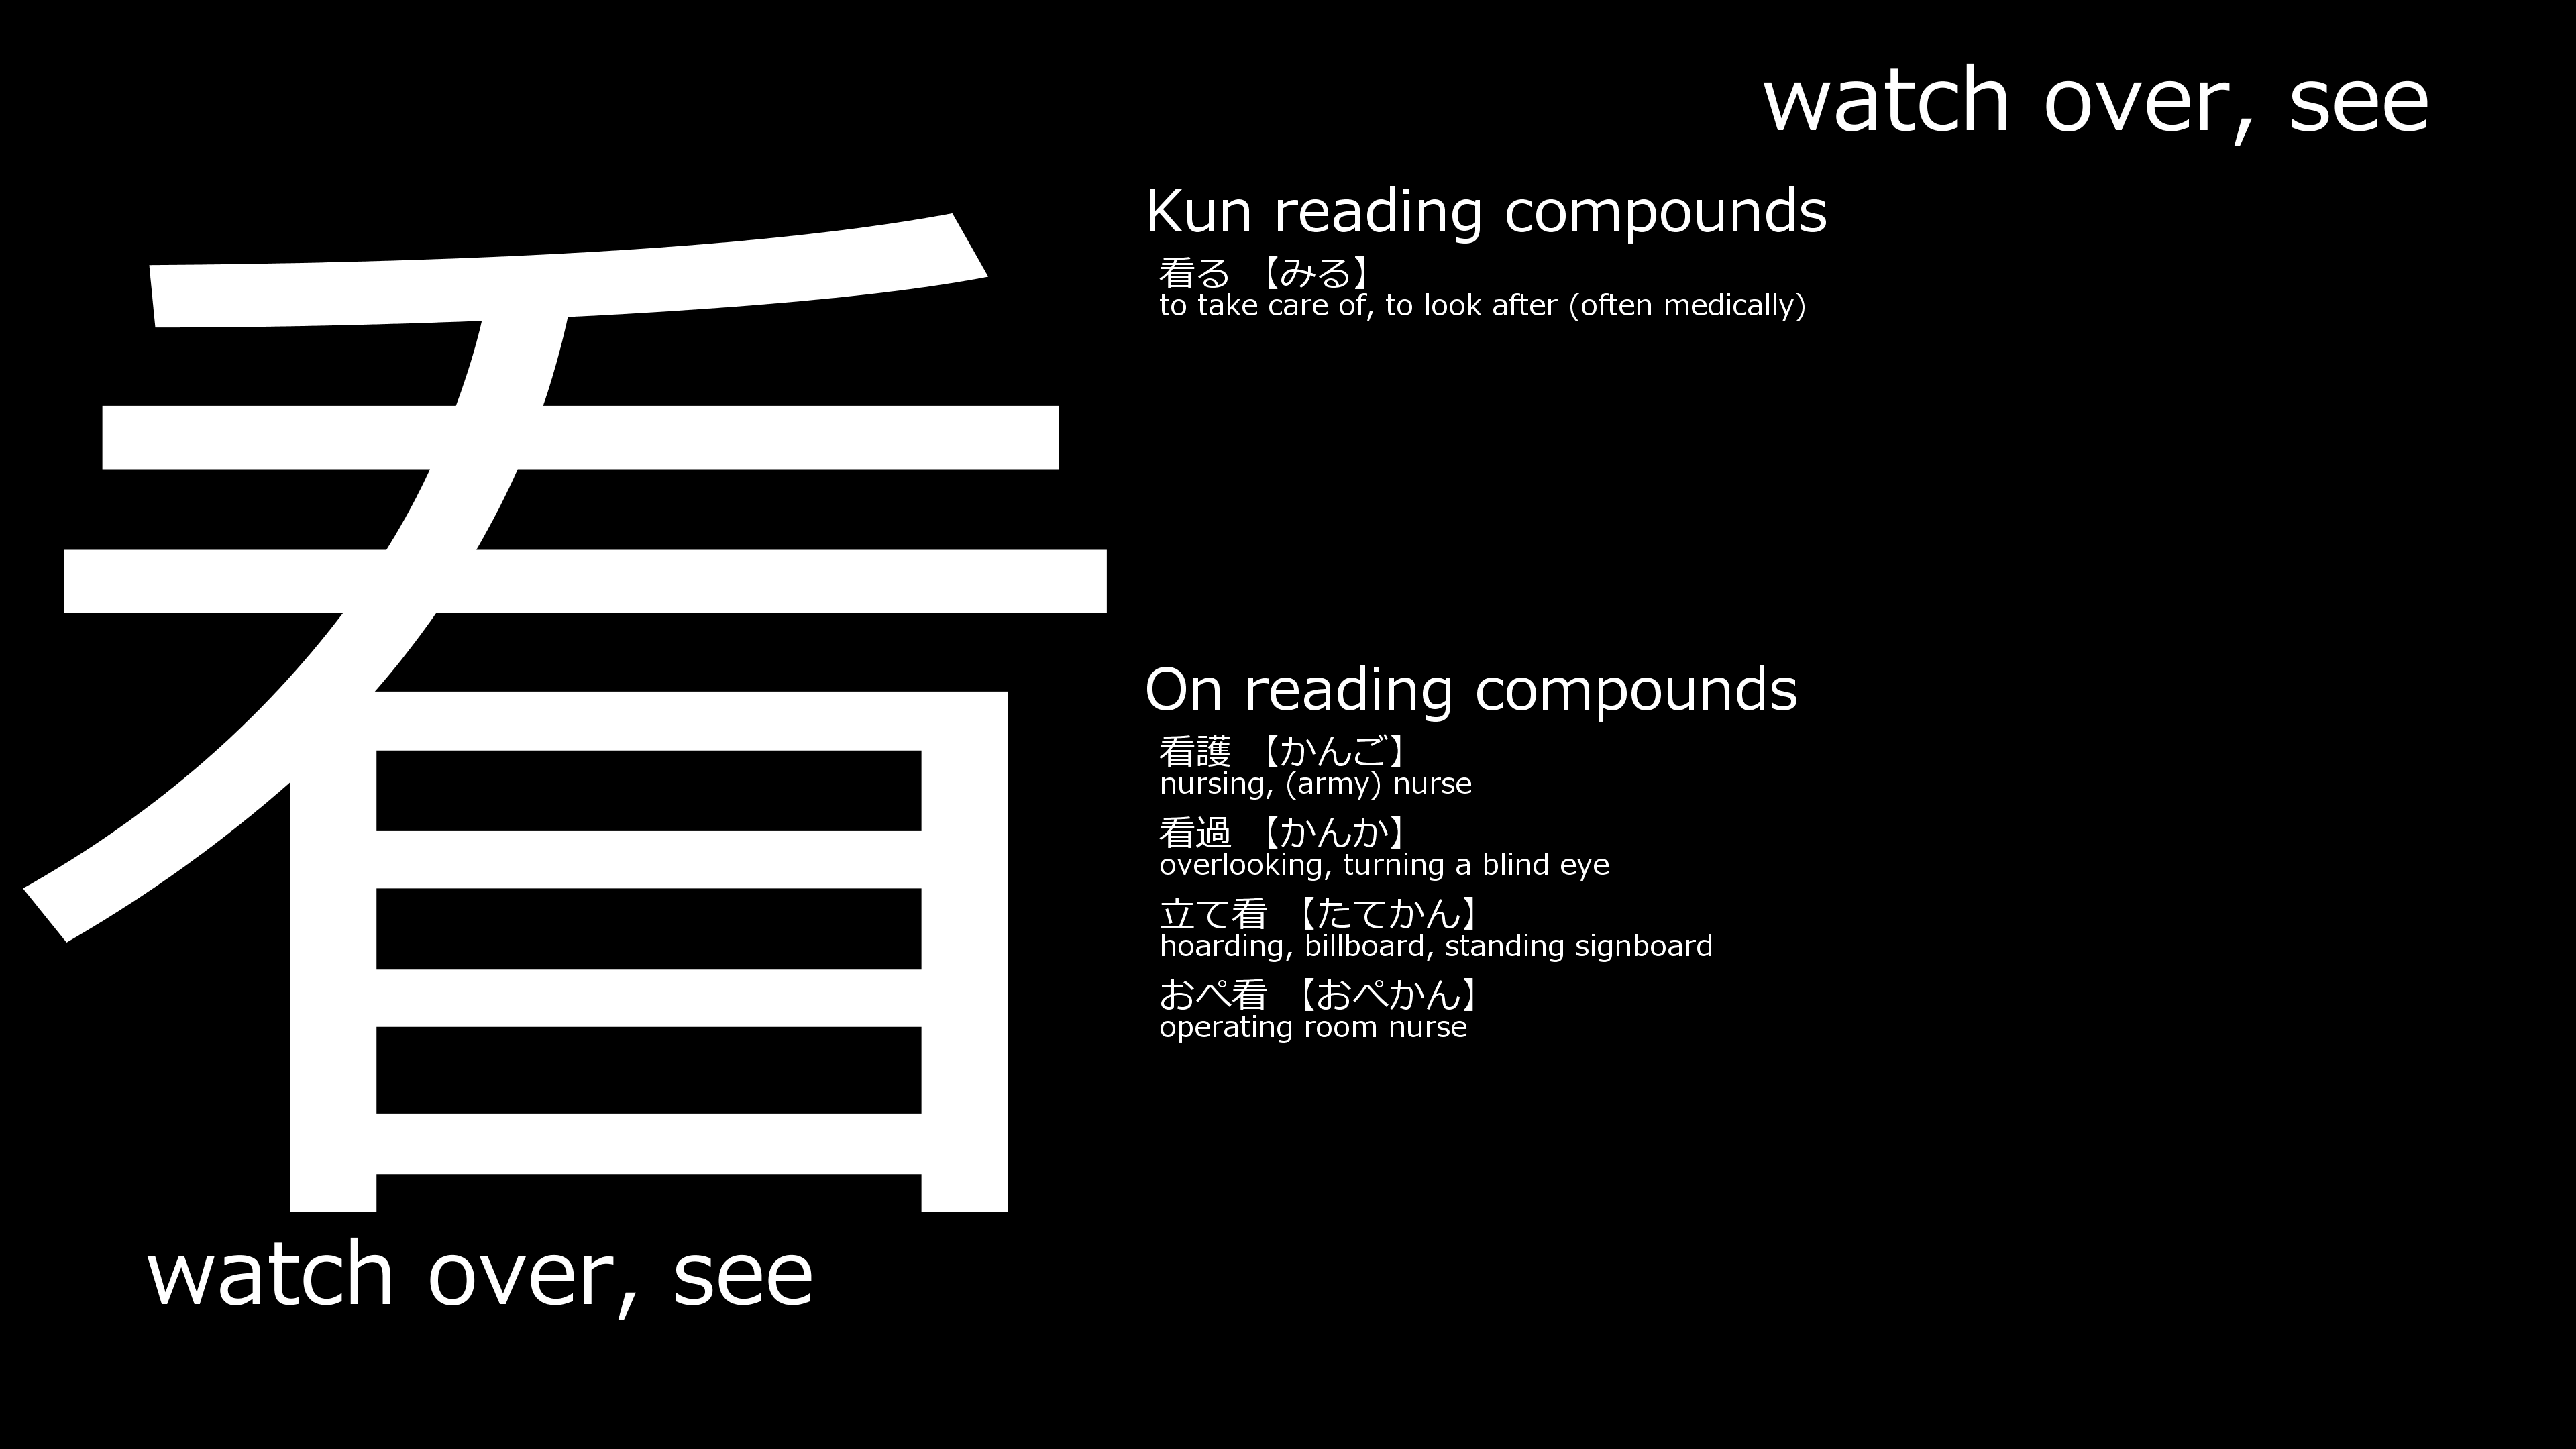 watch over, see
看
watch over, see
Kun reading compounds
看る 【みる】
to take care of, to look after (often medically)
On reading compounds
看護 【かんご】
nursing, (army) nurse
看過 【かんか】
overlooking, turning a blind eye
立て看 【たてかん】
hoarding, billboard, standing signboard
おぺ看 【おぺかん】
operating room nurse